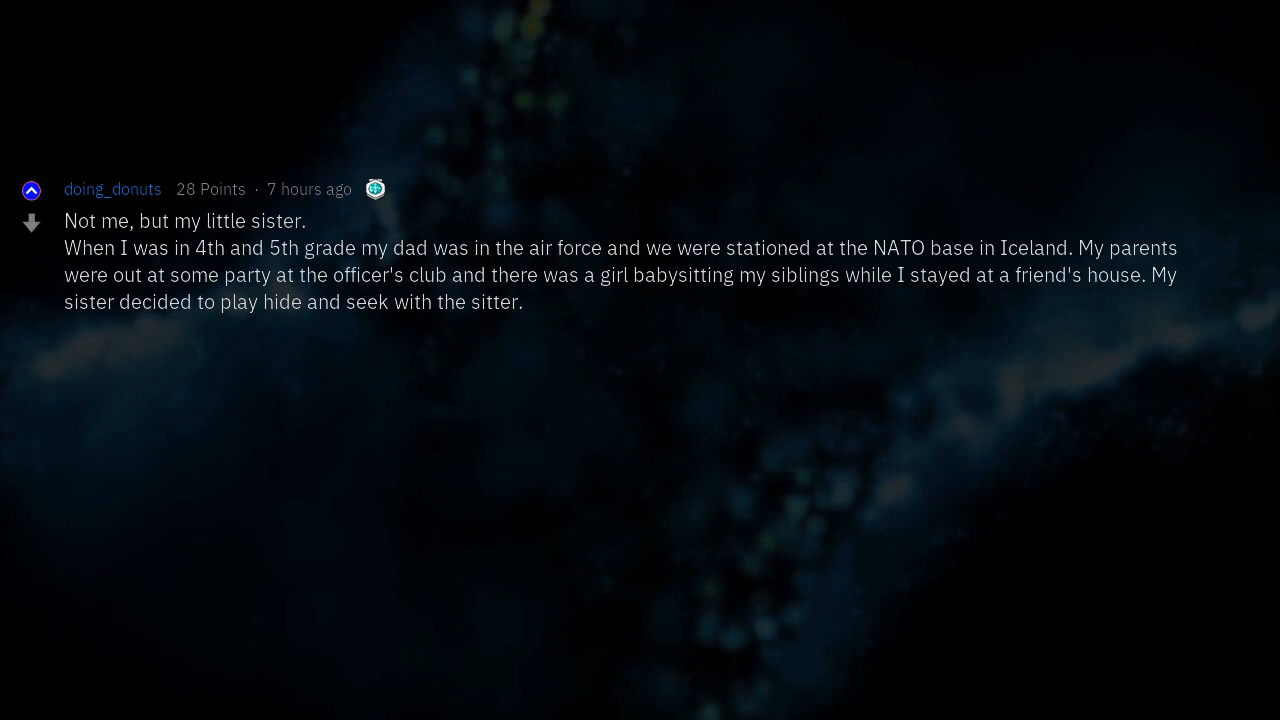 doing_donuts 28 Points · 7 hours ago
Not me, but my little sister.
When I was in 4th and 5th grade my dad was in the air force and we were stationed at the NATO base in Iceland. My parents
were out at some party at the officer's club and there was a girl babysitting my siblings while I stayed at a friend's house. My
sister decided to play hide and seek with the sitter.